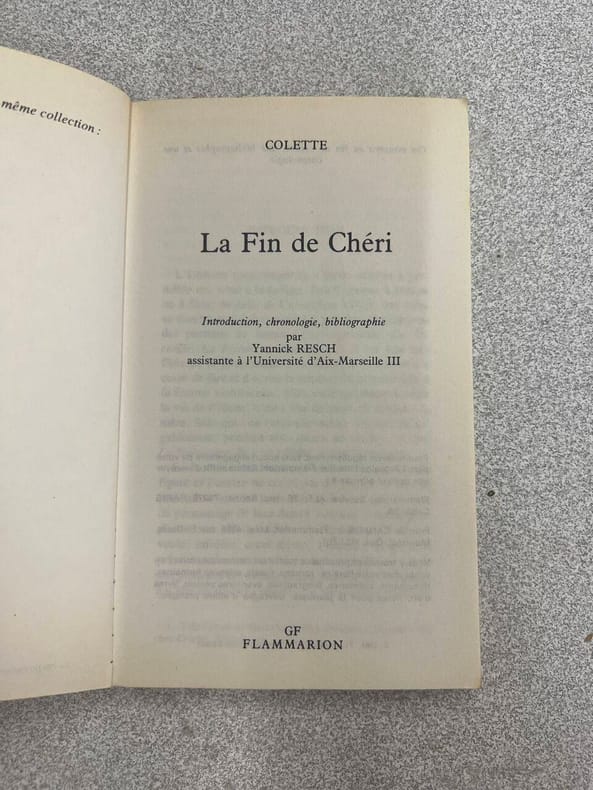 même collection :
COLETTE
La Fin de Chéri
Introduction, chronologie, bibliographie
par
Yannick RESCH
assistante à l'Université d'Aix-Marseille III
GF
FLAMMARION